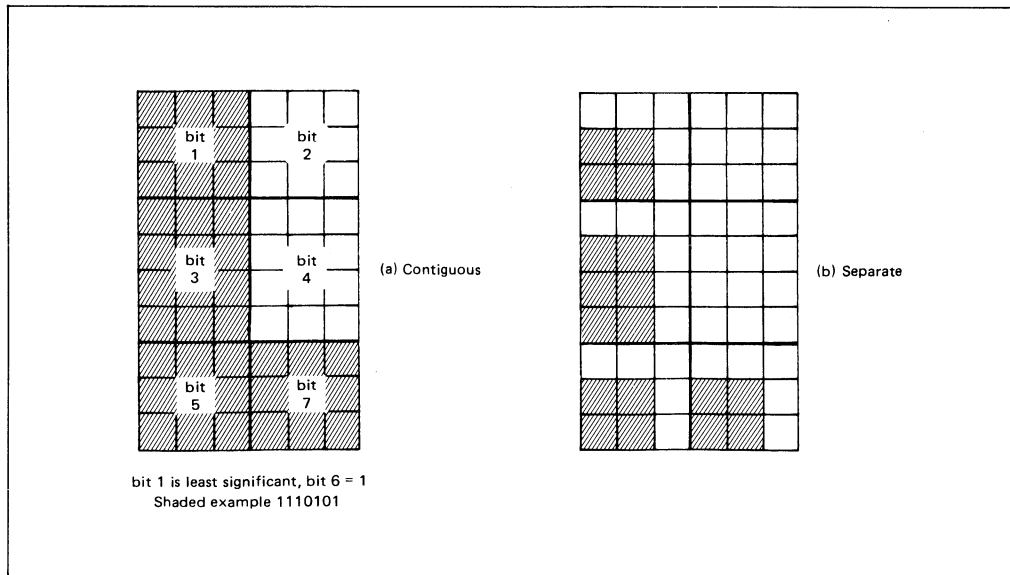 bit
1
bit
2
bit
3
bit
4
bit
5
bit
7
(a) Contiguous
(b) Separate
bit 1 is least significant, bit 6 = 1
Shaded example 1110101